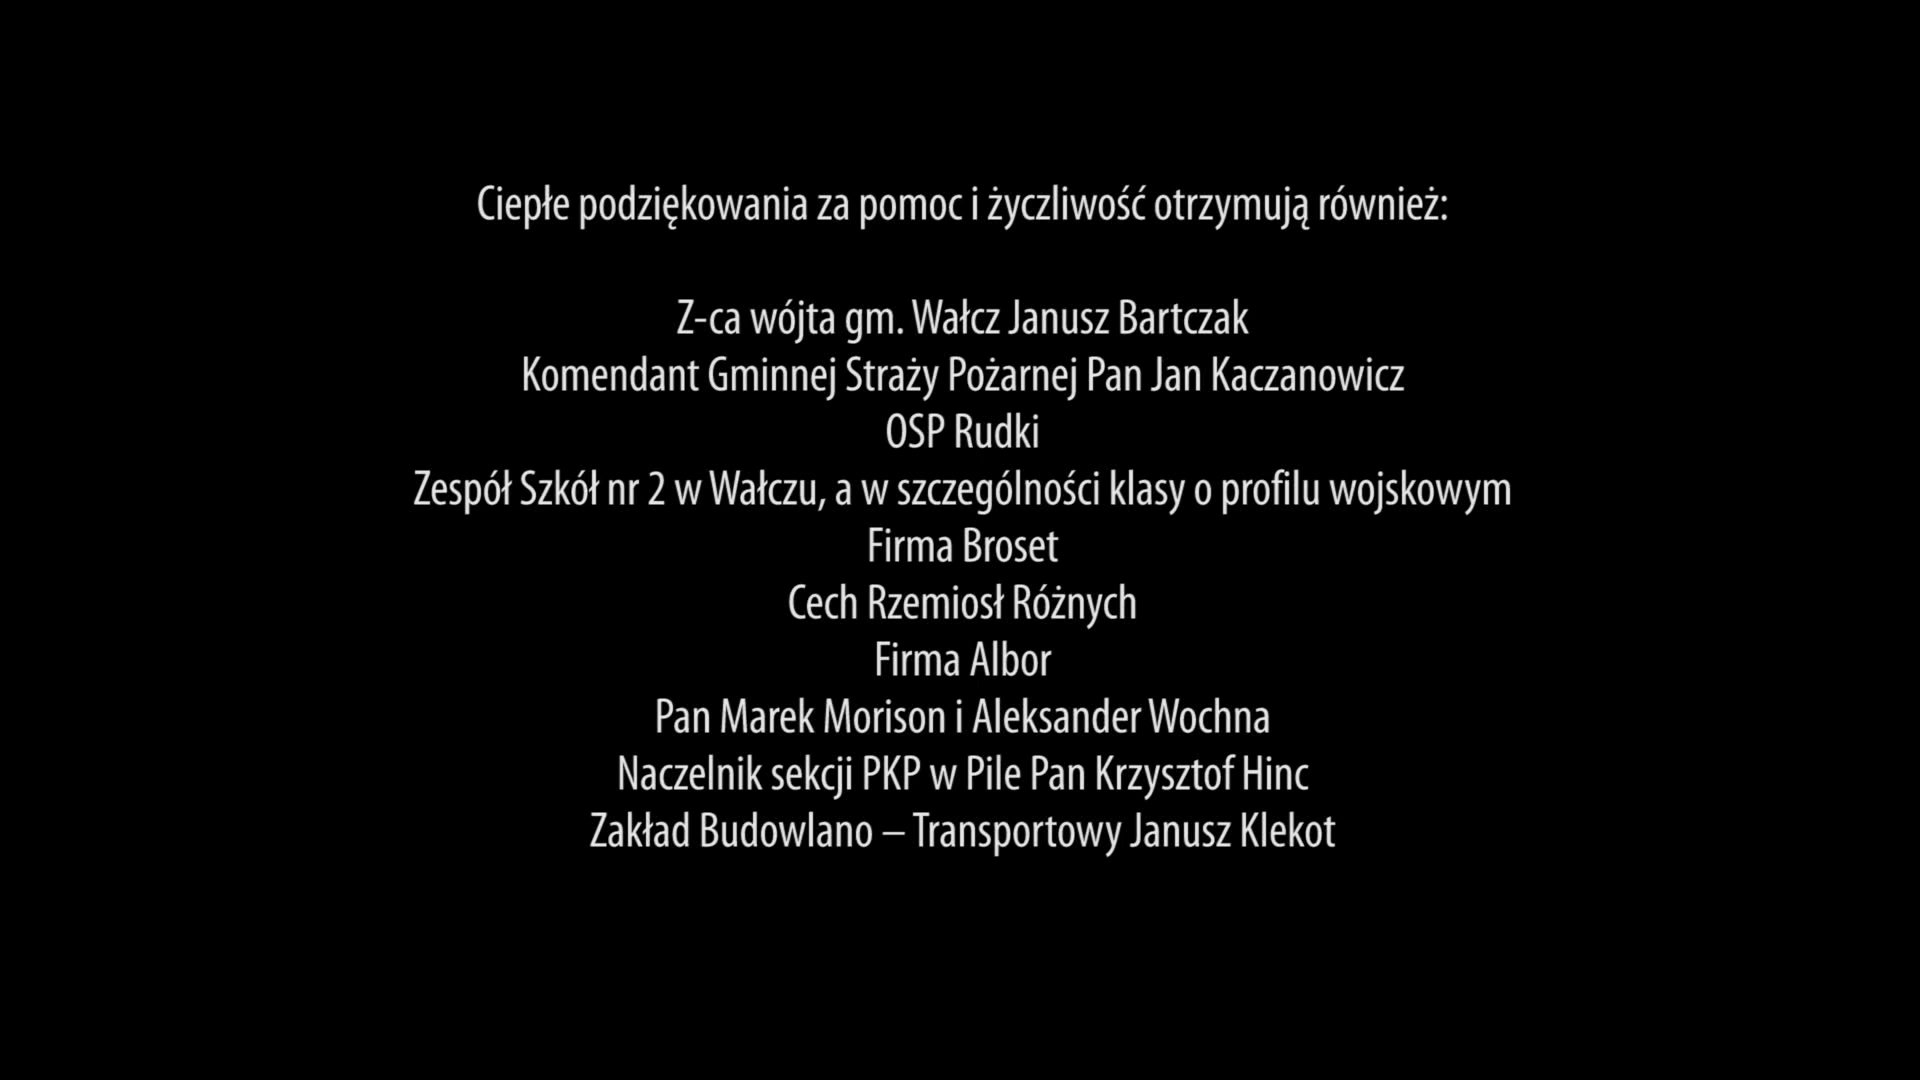 Ciepłe podziękowania za pomoc i życzliwość otrzymują również:
Z-ca wójta gm. Wałcz Janusz Bartczak
Komendant Gminnej Straży Pożarnej Pan Jan Kaczanowicz
OSP Rudki
Zespół Szkół nr 2 w Wałczu, a w szczególności klasy o profilu wojskowym
Firma Broset
Cech Rzemiosł Różnych
Firma Albor
Pan Marek Morison i Aleksander Wochna
Naczelnik sekcji PKP w Pile Pan Krzysztof Hinc
Zakład Budowlano – Transportowy Janusz Klekot